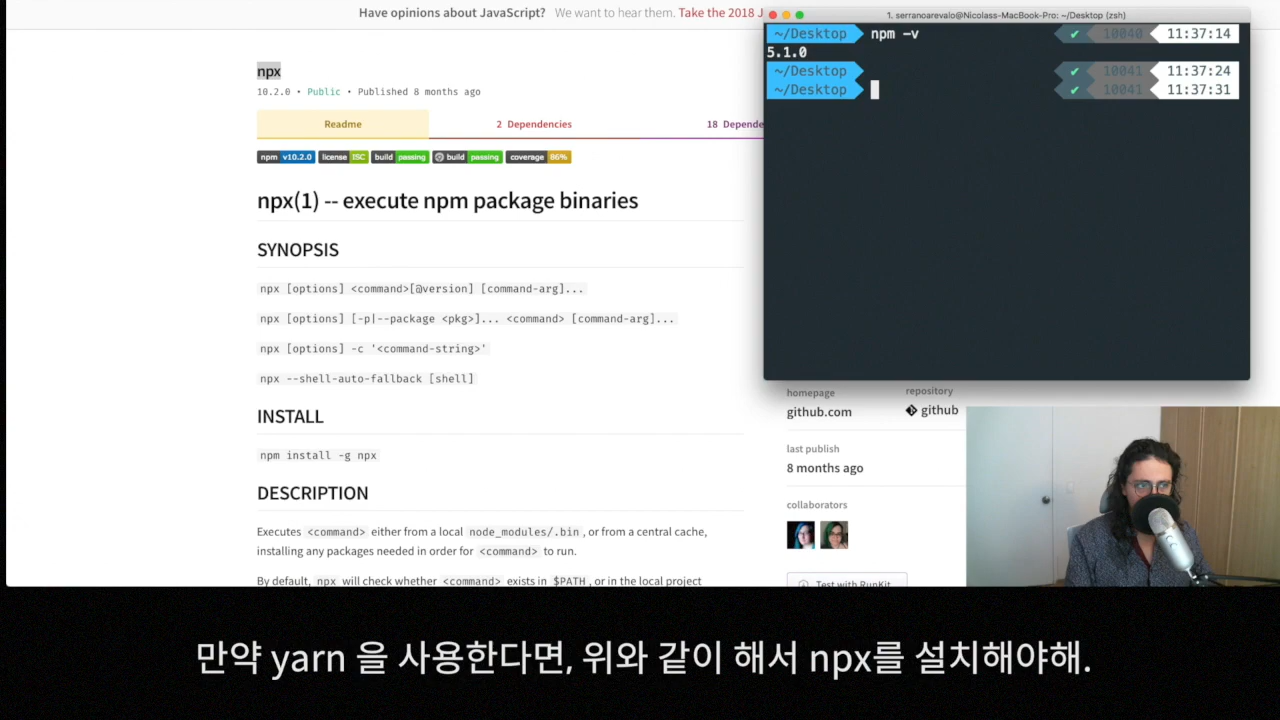 Have opinions about JavaScript? We want to hear them. Take the 2018 J
npx
10.2.0 • Public • Published 8 months ago
Readme
2 Dependencies
18 Depende
npm v10.2.0 license ISC build passing build passing coverage 86%
npx(1) -- execute npm package binaries
SYNOPSIS
npx [options] <command>[@version] [command-arg]...
npx [options] [-p|--package <pkg>]... <command> [command-arg]...
npx [options] -c '<command-string>'
npx --shell-auto-fallback [shell]
INSTALL
npm install -g npx
DESCRIPTION
Executes <command> either from a local node_modules/.bin, or from a central cache,
installing any packages needed in order for <command> to run.
By default, npx will check whether <command> exists in $PATH, or in the local project
1. serranoarevalo@Nicolass-MacBook-Pro: ~/Desktop (zsh)
~/Desktop npm -v ✔ 10040 11:37:14
5.1.0
~/Desktop ✔ 10041 11:37:24
~/Desktop ✔ 10041 11:37:31
homepage
github.com
repository
github
last publish
8 months ago
collaborators
Test with RunKit
만약 yarn 을 사용한다면, 위와 같이 해서 npx를 설치해야해.